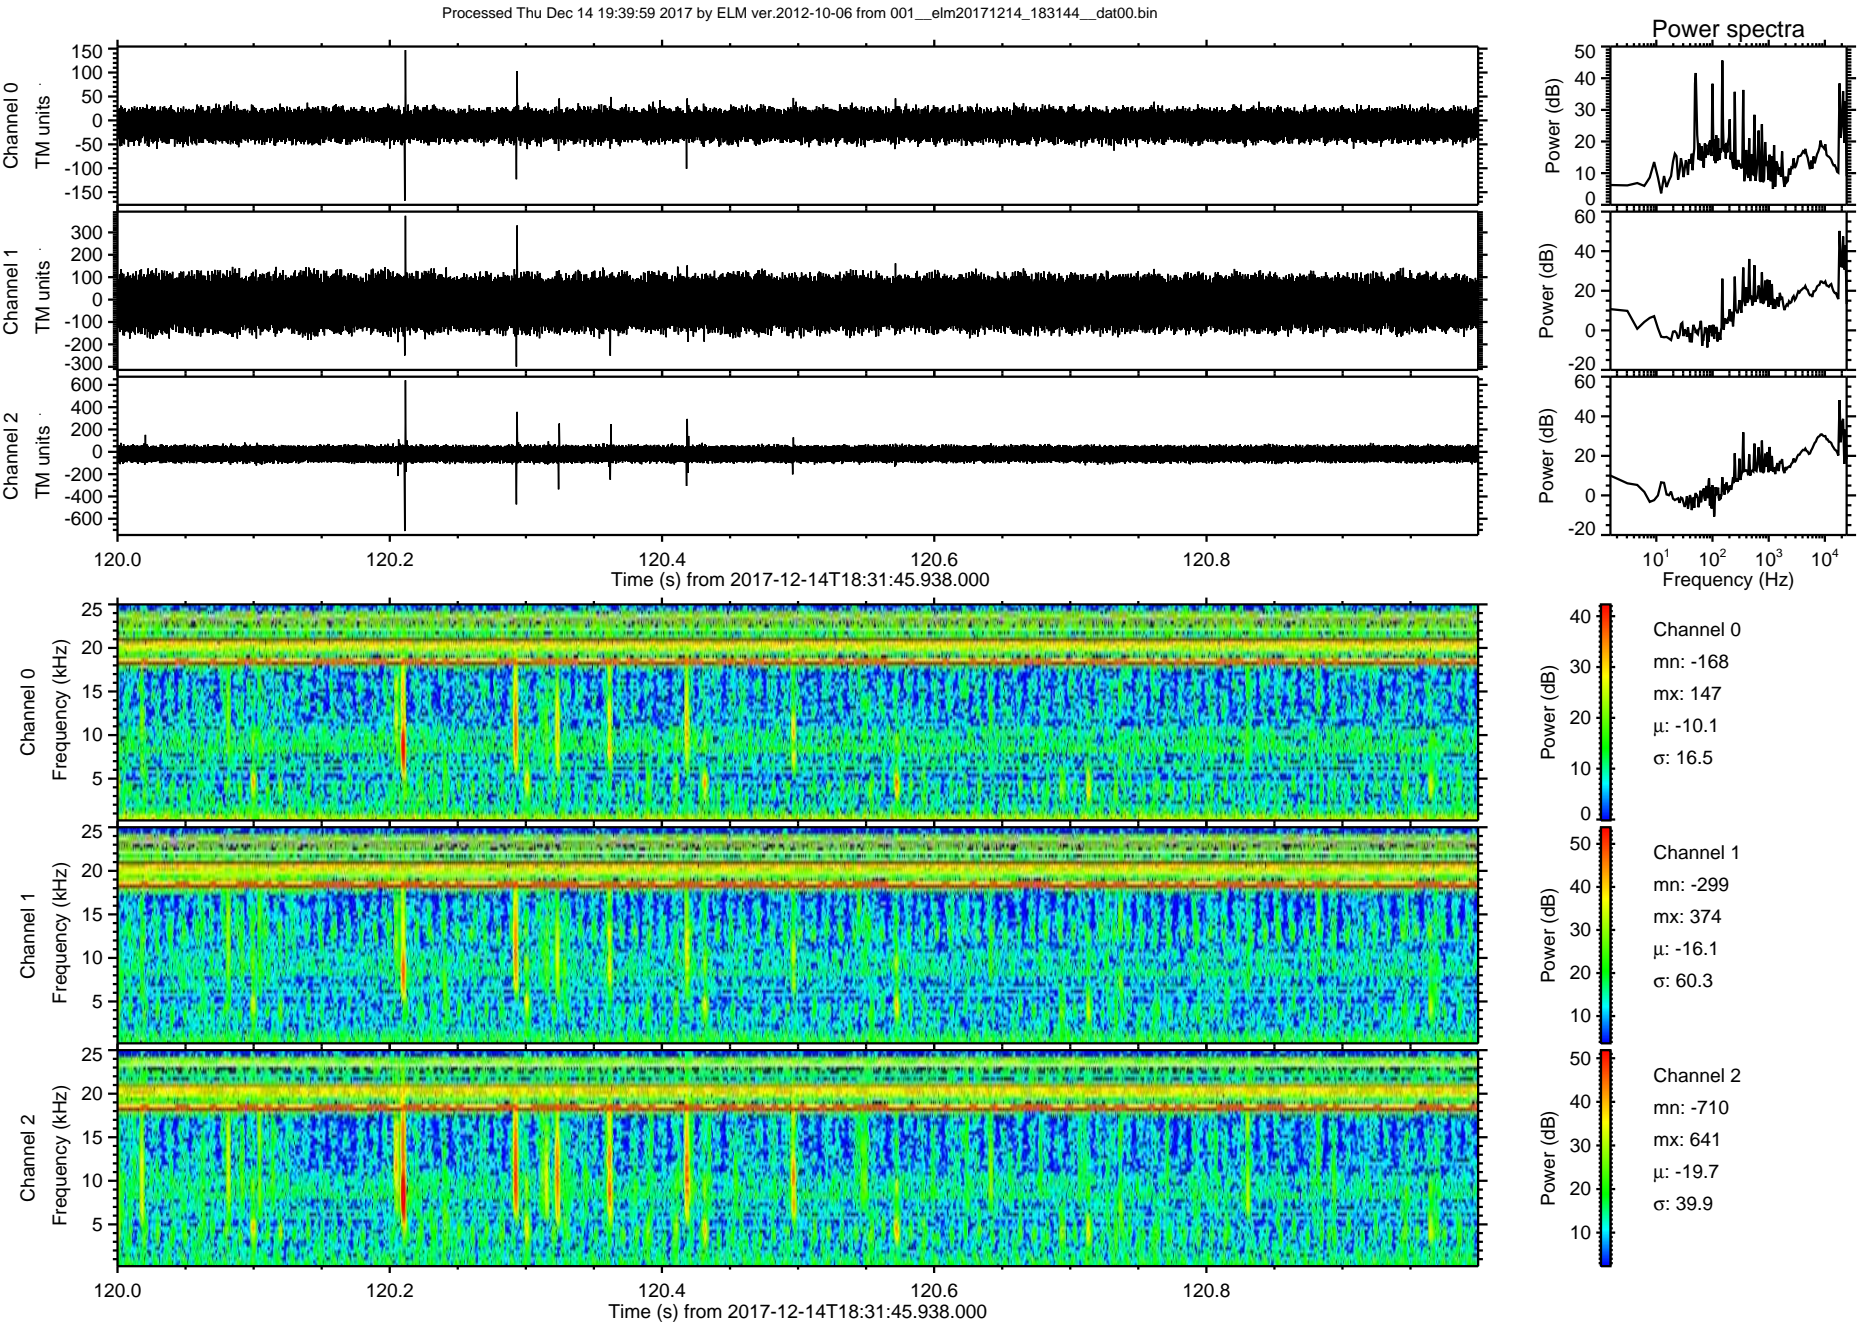 Processed Thu Dec 14 19:39:59 2017 by ELM ver.2012-10-06 from 001__elm20171214_183144__dat00.bin
Power spectra
Channel 0
TM units
150
100
50
0
-50
-100
-150
Power (dB)
50
40
30
20
10
0
Channel 1
TM units
300
200
100
0
-100
-200
-300
Power (dB)
60
40
20
0
-20
Channel 2
TM units
600
400
200
0
-200
-400
-600
Power (dB)
60
40
20
0
-20
120.0 120.2 120.4 120.6 120.8
Time (s) from 2017-12-14T18:31:45.938.000
10^1 10^2 10^3 10^4
Frequency (Hz)
Channel 0
Frequency (kHz)
25
20
15
10
5
Power (dB)
40
30
20
10
0
Channel 0
mn: -168
mx: 147
μ: -10.1
σ: 16.5
Channel 1
Frequency (kHz)
25
20
15
10
5
Power (dB)
50
40
30
20
10
Channel 1
mn: -299
mx: 374
μ: -16.1
σ: 60.3
Channel 2
Frequency (kHz)
25
20
15
10
5
Power (dB)
50
40
30
20
10
Channel 2
mn: -710
mx: 641
μ: -19.7
σ: 39.9
120.0 120.2 120.4 120.6 120.8
Time (s) from 2017-12-14T18:31:45.938.000